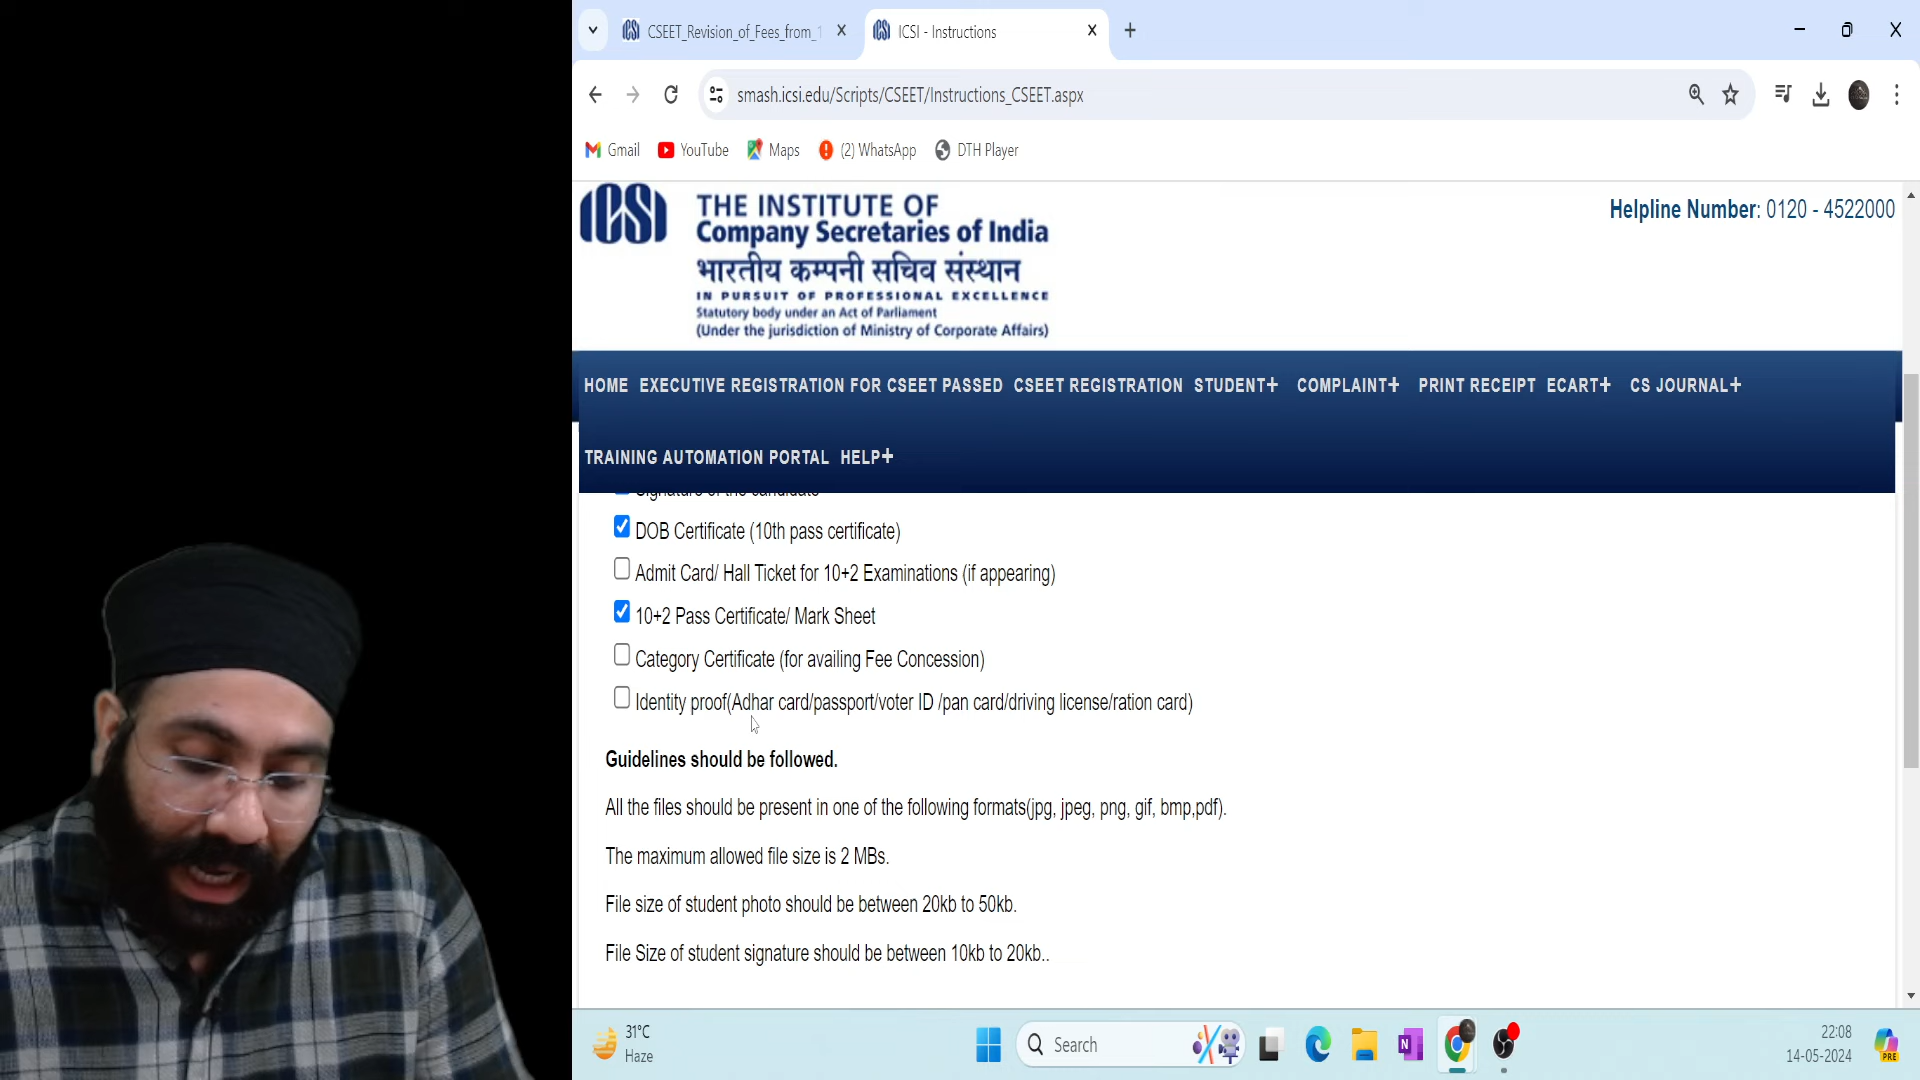 CSEET_Revision_of_Fees_from_1
ICSI - Instructions
smash.icsi.edu/Scripts/CSEET/Instructions_CSEET.aspx
Gmail YouTube Maps (2) WhatsApp DTH Player
ICSI
THE INSTITUTE OF
Company Secretaries of India
भारतीय कम्पनी सचिव संस्थान
IN PURSUIT OF PROFESSIONAL EXCELLENCE
Statutory body under an Act of Parliament
(Under the jurisdiction of Ministry of Corporate Affairs)
Helpline Number: 0120 - 4522000
HOME EXECUTIVE REGISTRATION FOR CSEET PASSED CSEET REGISTRATION STUDENT+ COMPLAINT+ PRINT RECEIPT ECART+ CS JOURNAL+
TRAINING AUTOMATION PORTAL HELP+
Signature of the candidate
DOB Certificate (10th pass certificate)
Admit Card/ Hall Ticket for 10+2 Examinations (if appearing)
10+2 Pass Certificate/ Mark Sheet
Category Certificate (for availing Fee Concession)
Identity proof(Adhar card/passport/voter ID /pan card/driving license/ration card)
Guidelines should be followed.
All the files should be present in one of the following formats(jpg, jpeg, png, gif, bmp,pdf).
The maximum allowed file size is 2 MBs.
File size of student photo should be between 20kb to 50kb.
File Size of student signature should be between 10kb to 20kb..
31°C
Haze
Search
N
22:08
14-05-2024
PRE